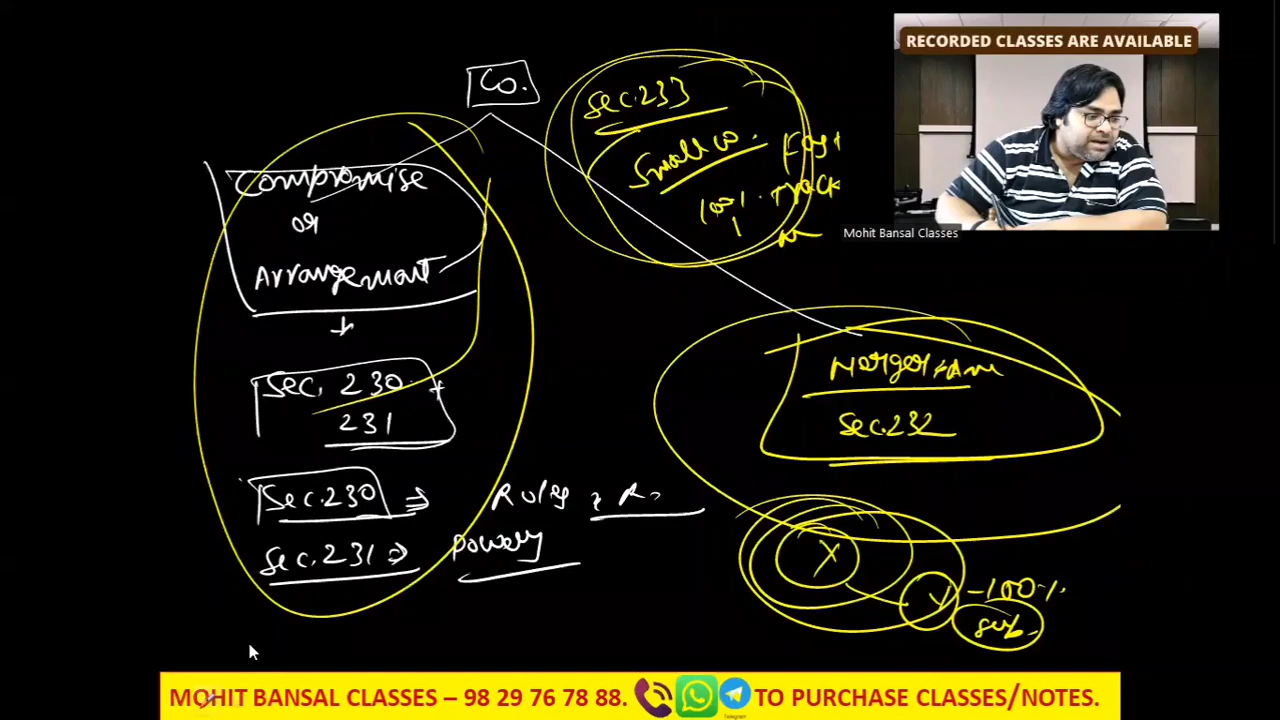 RECORDED CLASSES ARE AVAILABLE
Mohit Bansal Classes
Co.
Sec.233
Small co.
Fast
Track
100%
Compromise
or
Arrangement
Sec. 230 +
231
Sec.230 ⇒ Rules
Sec.231 ⇒
Merger
Sec.232
X
Y - 100%
sub.
MOHIT BANSAL CLASSES – 98 29 76 78 88. TO PURCHASE CLASSES/NOTES.
Telegram